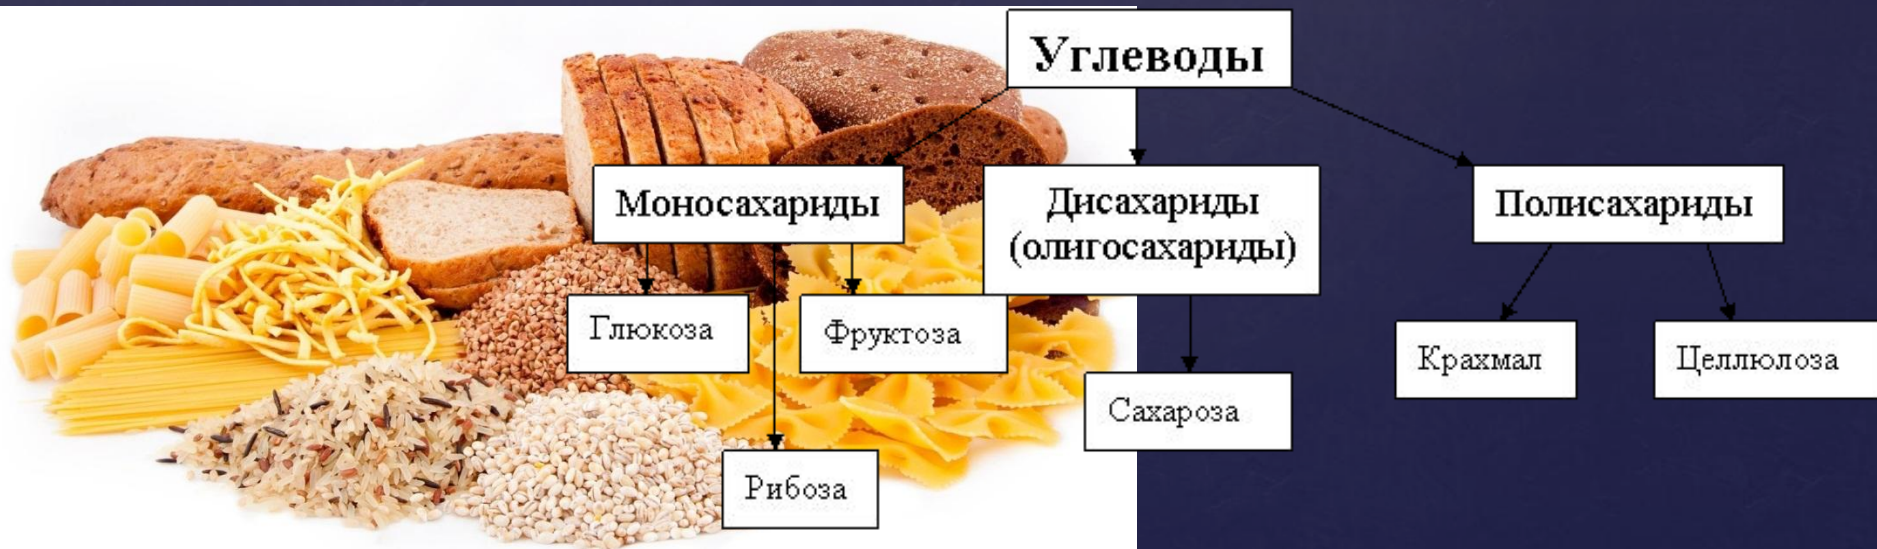 Углеводы
Моносахариды
Дисахариды
(олигосахариды)
Полисахариды
Глюкоза
Фруктоза
Рибоза
Сахароза
Крахмал
Целлюлоза